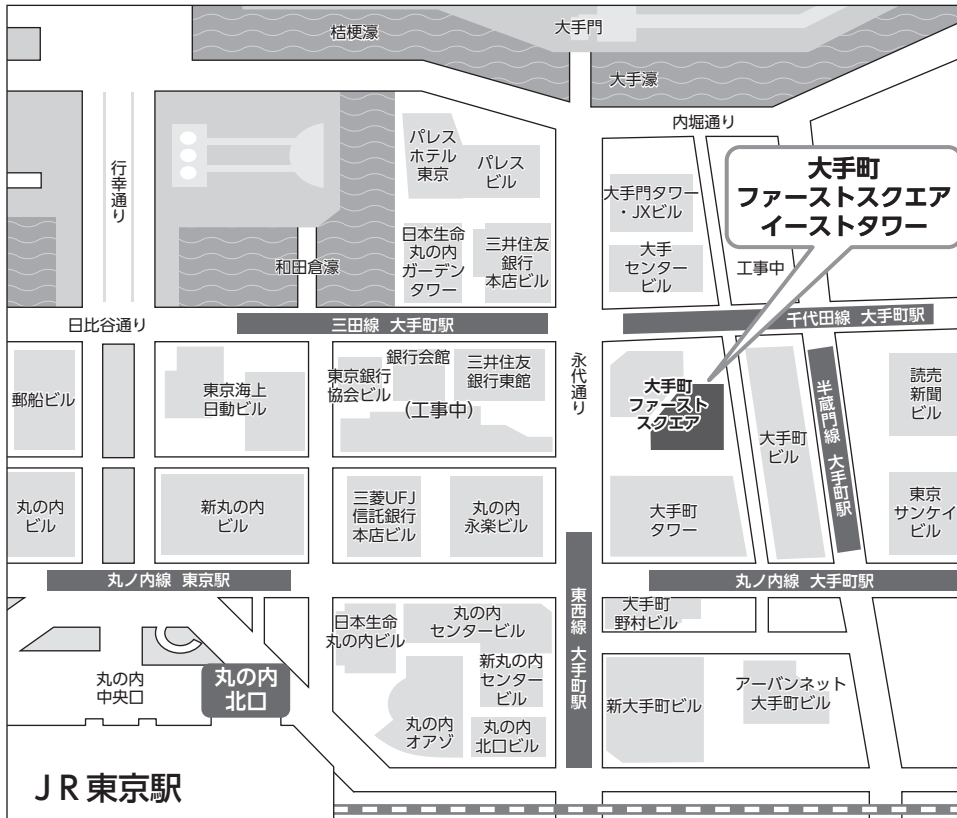 桔梗濠
大手門
大手濠
内堀通り
行幸通り
パレス
ホテル
東京
パレス
ビル
大手町
ファーストスクエア
イーストタワー
大手門タワー
・JXビル
和田倉濠
日本生命
丸の内
ガーデン
タワー
三井住友
銀行
本店ビル
大手
センター
ビル
工事中
日比谷通り
三田線 大手町駅
千代田線 大手町駅
郵船ビル
東京海上
日動ビル
東京銀行
協会ビル
銀行会館
(工事中)
三井住友
銀行東館
永代通り
大手町
ファースト
スクエア
大手町
ビル
半蔵門線 大手町駅
読売
新聞
ビル
丸の内
ビル
新丸の内
ビル
三菱UFJ
信託銀行
本店ビル
丸の内
永楽ビル
大手町
タワー
東京
サンケイ
ビル
丸ノ内線 東京駅
東西線 大手町駅
丸ノ内線 大手町駅
日本生命
丸の内ビル
丸の内
センタービル
大手町
野村ビル
丸の内
中央口
丸の内
北口
新丸の内
センター
ビル
丸の内
オアゾ
丸の内
北口ビル
新大手町ビル
アーバンネット
大手町ビル
JR東京駅